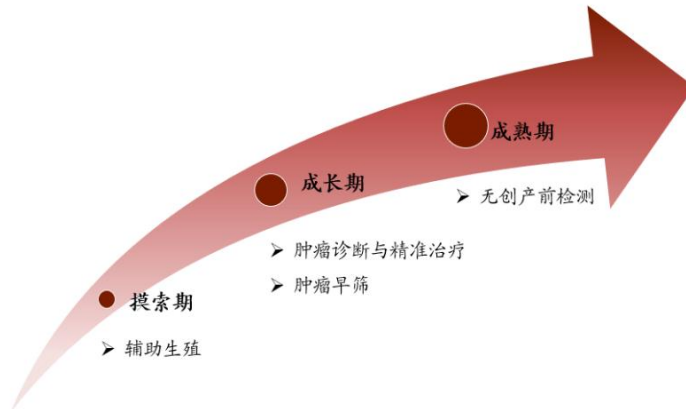 成熟期
➢ 无创产前检测
成长期
➢ 肿瘤诊断与精准治疗
➢ 肿瘤早筛
摸索期
➢ 辅助生殖